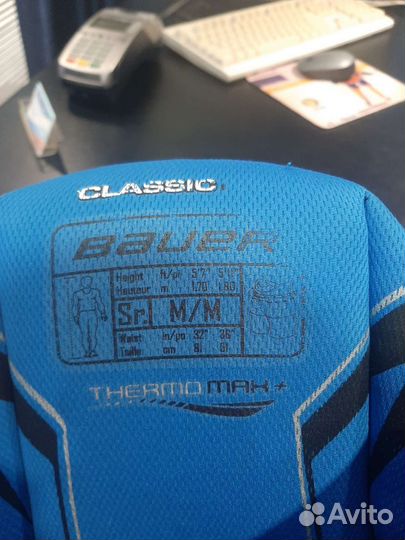 CLASSIC
BAUER
Height ft/pi 5'7" 5'11"
Hauteur m. 1.70 1.80
Sr. M/M
Waist in/po 32" 36"
Taille cm 81 91
THERMO MAX+
Avito